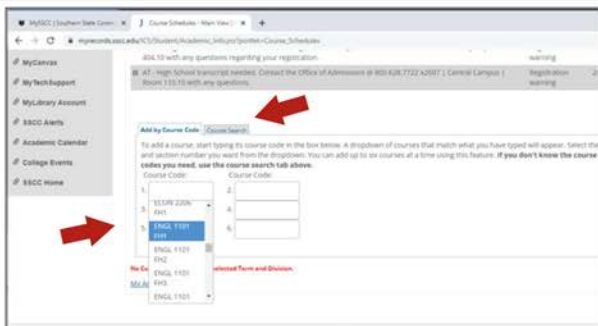 MySSCC | Southern State Comm
Course Schedules - Main View |
myrecords.sscc.edu/ICS/Student/Academic_Info.jnz?portlet=Course_Schedules
MyCanvas
MyTechSupport
MyLibrary Account
SSCC Alerts
Academic Calendar
College Events
SSCC Home
404.10 with any questions regarding your registration.
warning
AT - High School transcript needed. Contact the Office of Admissions @ 800.628.7722 x2607 | Central Campus |
Room 110.10 with any questions
Registration
warning
Add by Course Code
Course Search
To add a course, start typing its course code in the box below. A dropdown of courses that match what you have typed will appear. Select the
and section number you want from the dropdown. You can add up to six courses at a time using this feature. If you don't know the course
codes you need, use the course search tab above.
Course Code: Course Code:
1. 2.
3. 4.
5. 6.
ECON 2206
FH1
ENGL 1101
FH1
ENGL 1101
FH2
ENGL 1101
FH3
ENGL 1101
No Co elected Term and Division.
My A